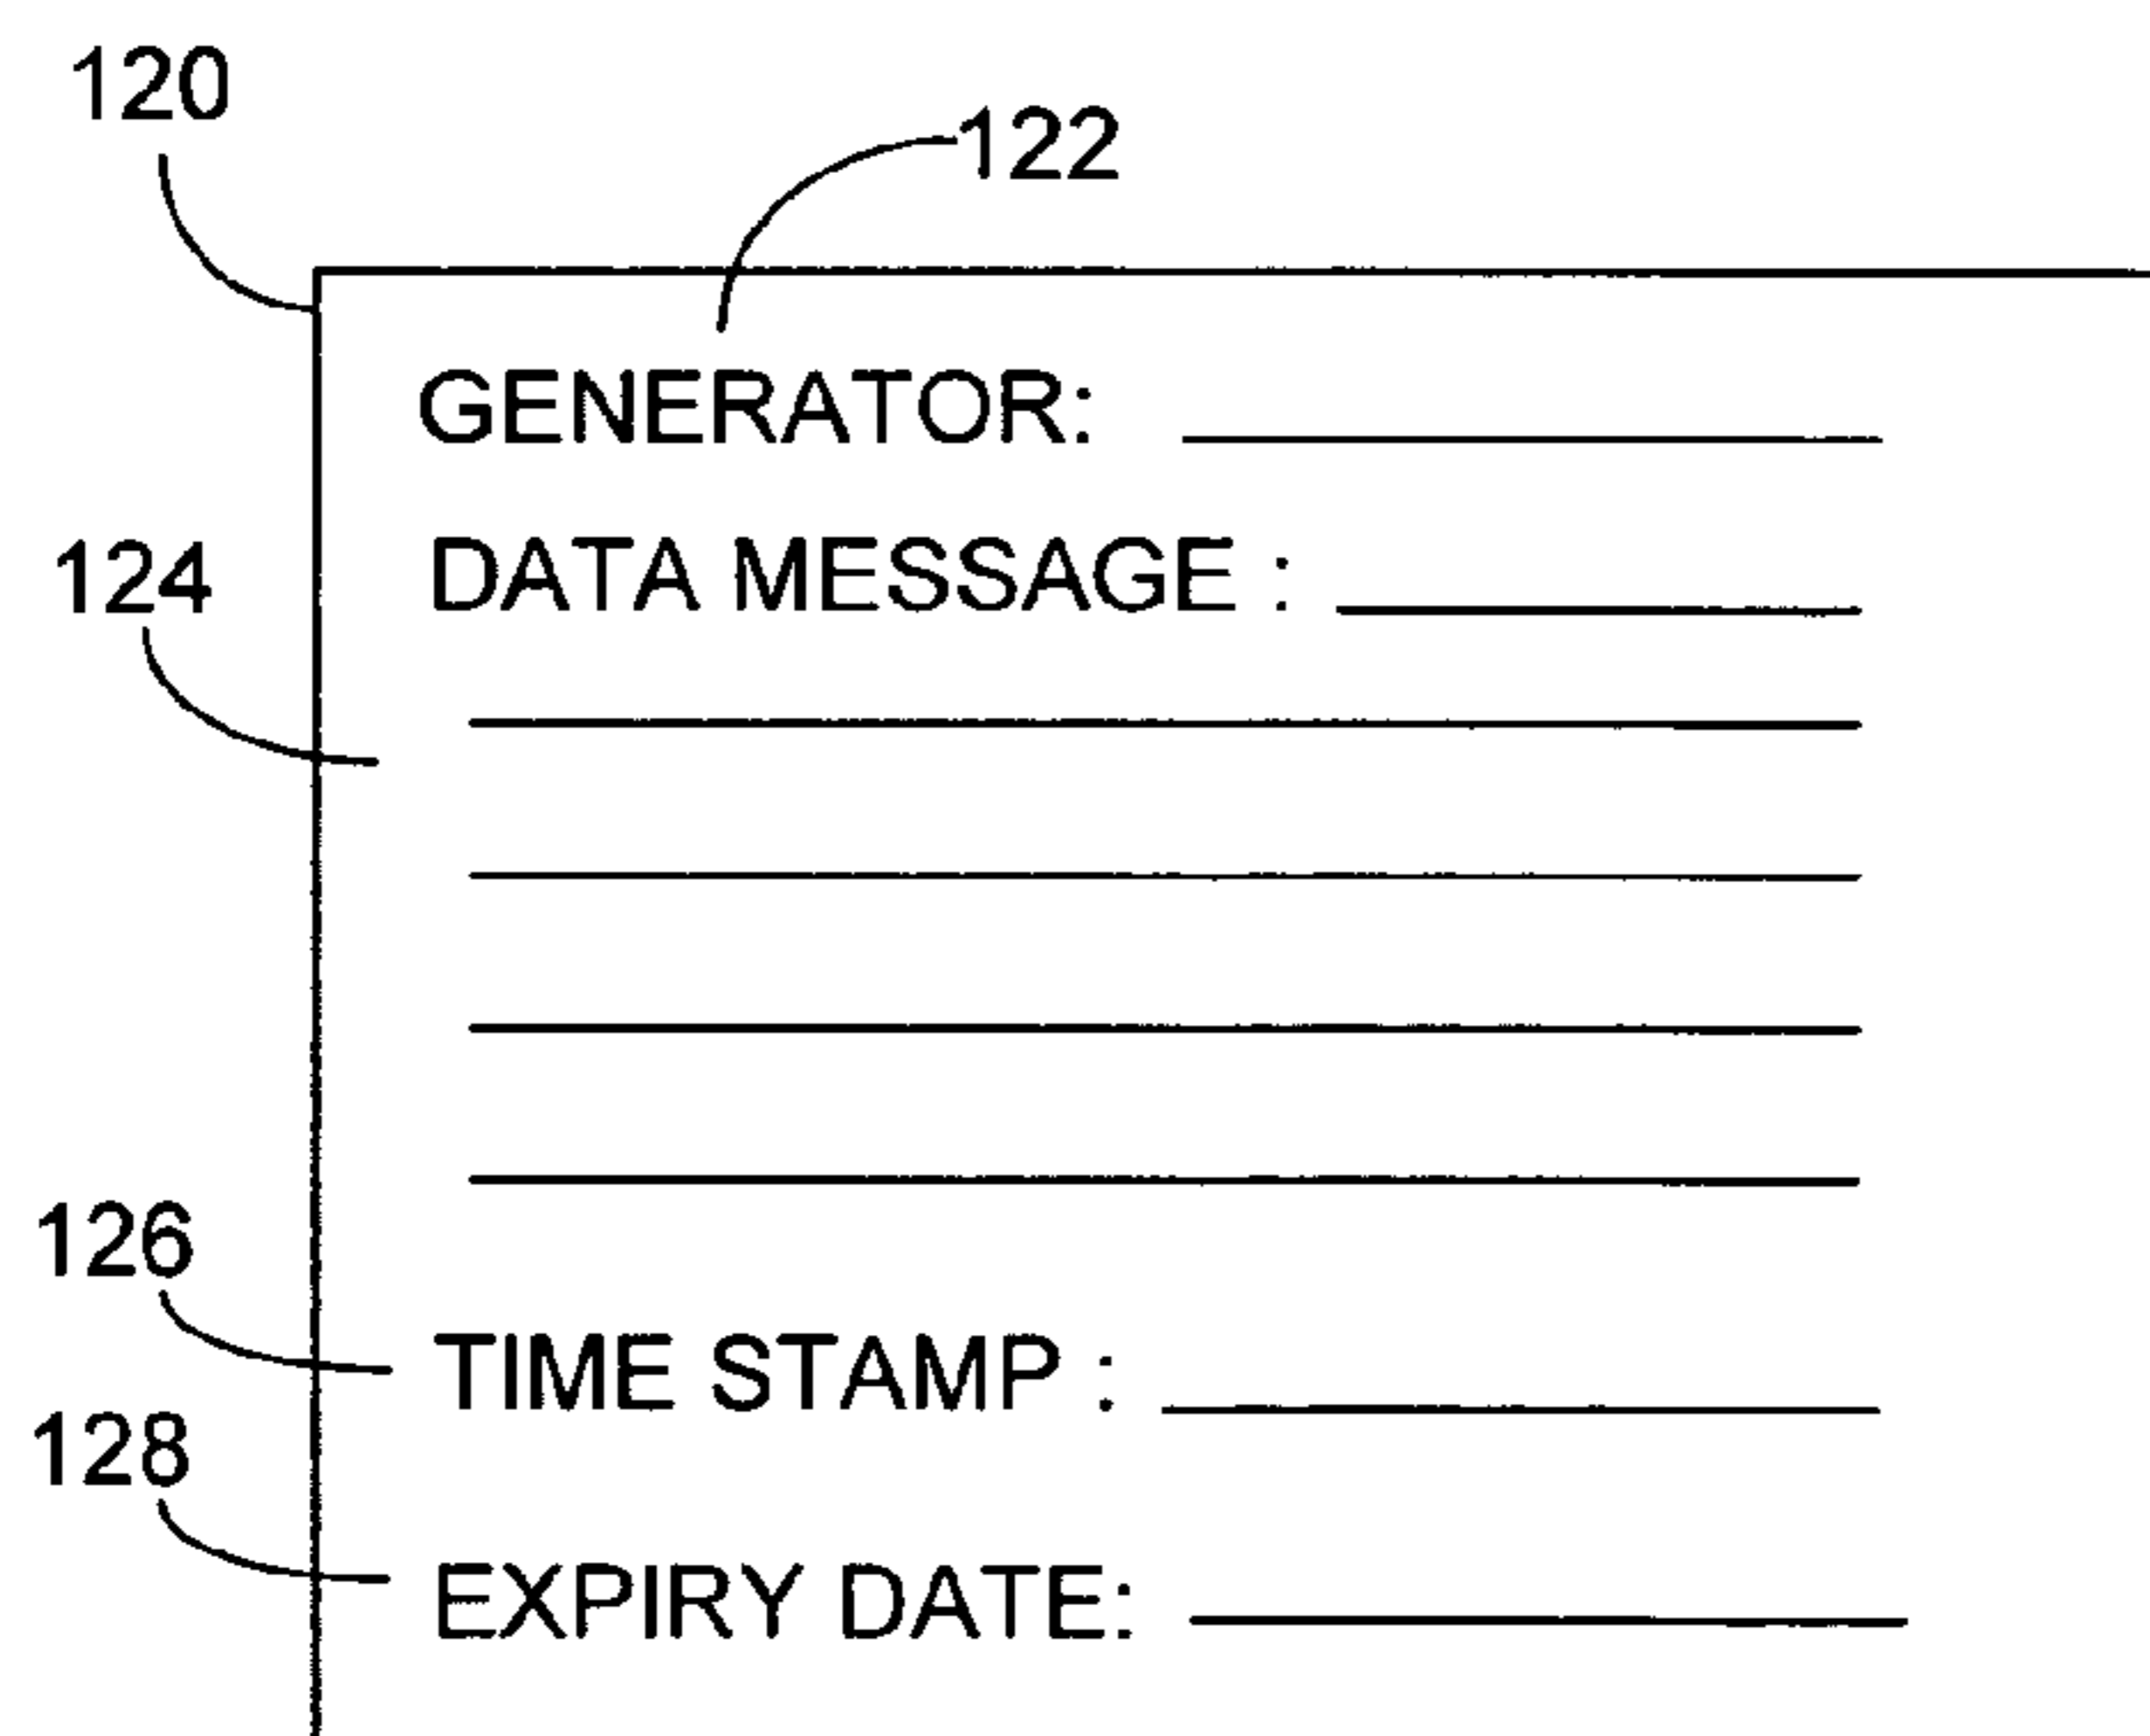 120
122
GENERATOR:
DATA MESSAGE :
124
126
TIME STAMP :
128
EXPIRY DATE: